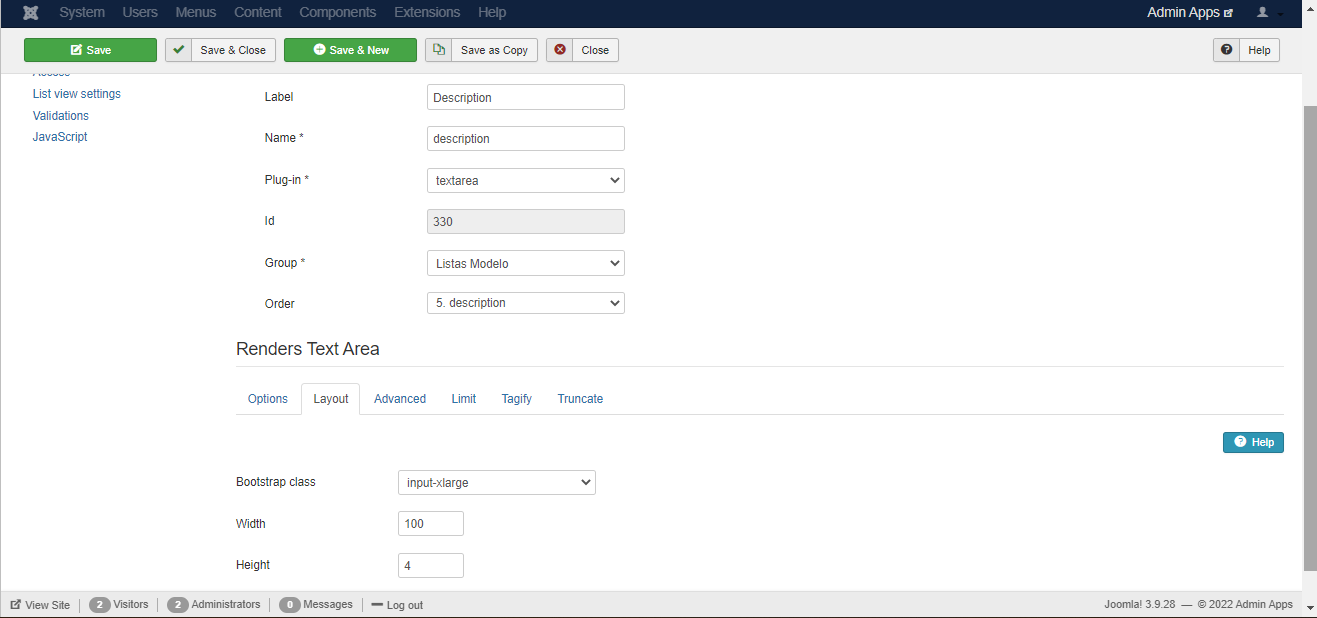 System Users Menus Content Components Extensions Help Admin Apps
Save Save & Close Save & New Save as Copy Close Help
Access
List view settings
Validations
JavaScript
Label Description
Name * description
Plug-in * textarea
Id 330
Group * Listas Modelo
Order 5. description
Renders Text Area
Options Layout Advanced Limit Tagify Truncate
Help
Bootstrap class input-xlarge
Width 100
Height 4
View Site 2 Visitors 2 Administrators 0 Messages Log out Joomla! 3.9.28 — © 2022 Admin Apps